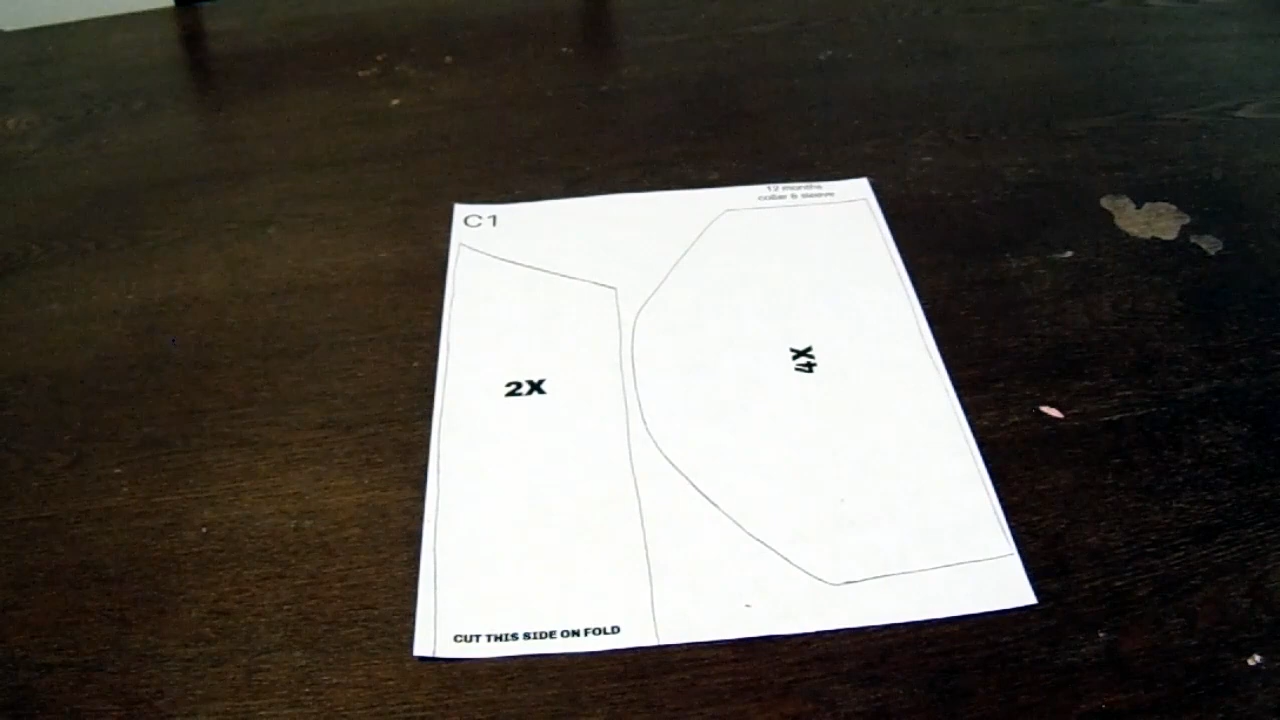 12 months
collar & sleeve
C1
2X
4X
CUT THIS SIDE ON FOLD